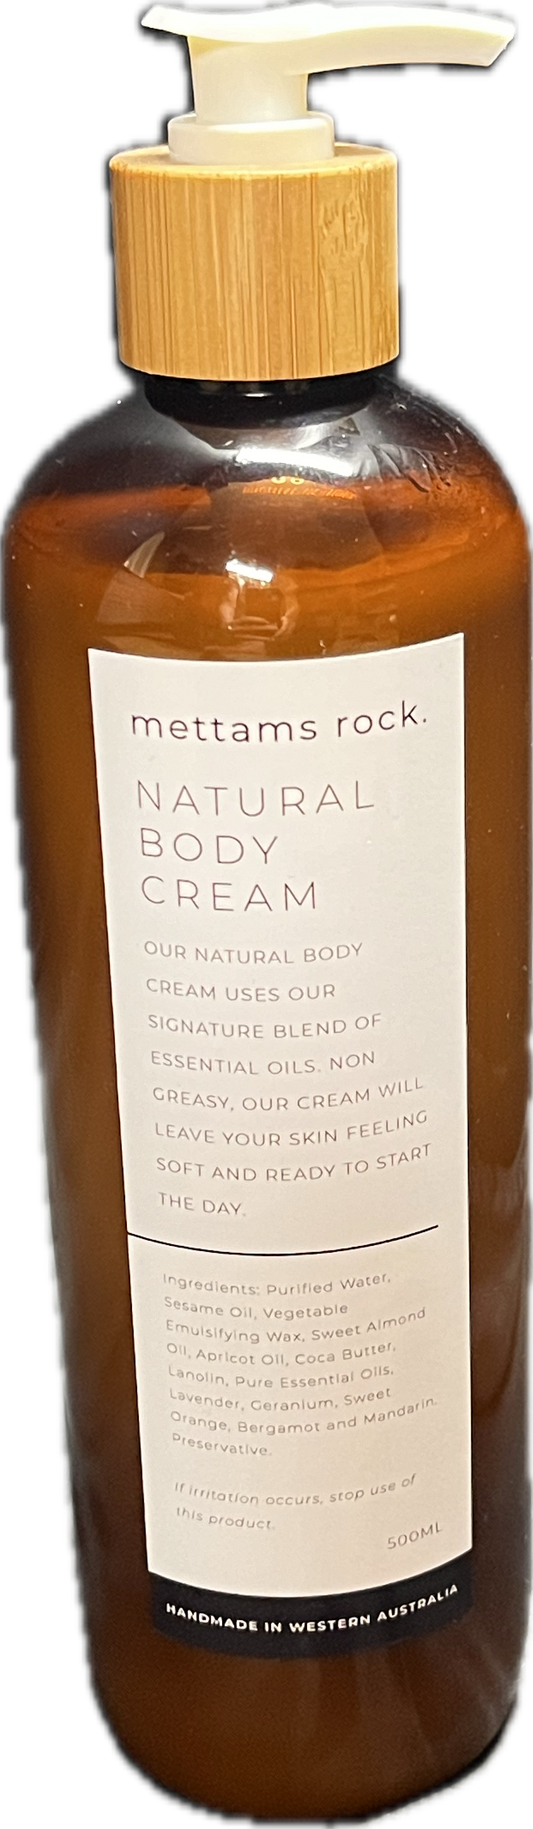 mettams rock.
NATURAL
BODY
CREAM
OUR NATURAL BODY
CREAM USES OUR
SIGNATURE BLEND OF
ESSENTIAL OILS. NON
GREASY, OUR CREAM WILL
LEAVE YOUR SKIN FEELING
SOFT AND READY TO START
THE DAY.
Ingredients: Purified Water,
Sesame Oil, Vegetable
Emulsifying Wax, Sweet Almond
Oil, Apricot Oil, Coca Butter,
Lanolin, Pure Essential Oils,
Lavender, Geranium, Sweet
Orange, Bergamot and Mandarin.
Preservative.
If irritation occurs, stop use of
this product.
500ML
HANDMADE IN WESTERN AUSTRALIA